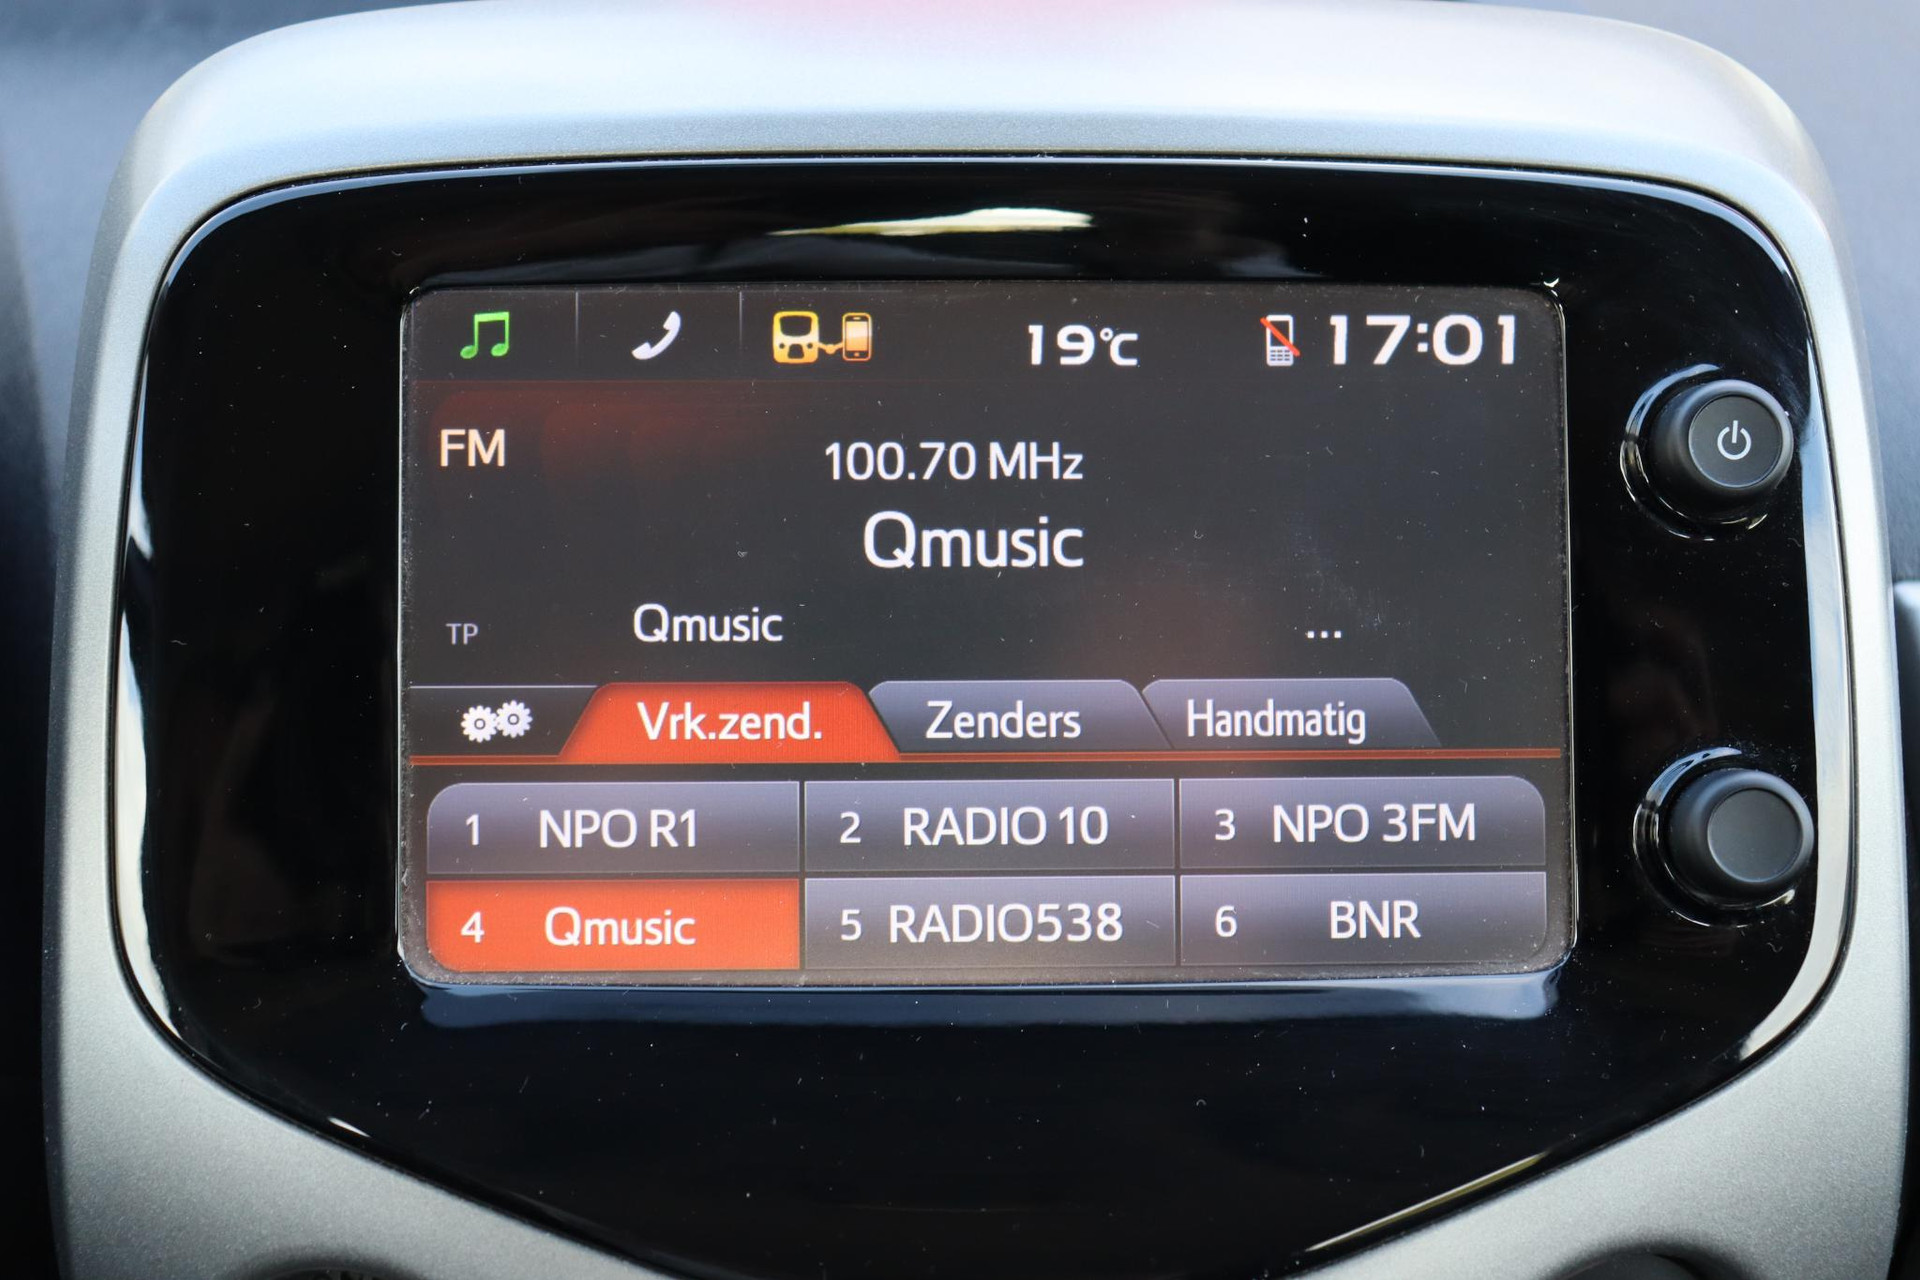 19°C 17:01
FM
100.70 MHz
Qmusic
TP Qmusic ...
Vrk.zend. Zenders Handmatig
1 NPO R1 2 RADIO 10 3 NPO 3FM
4 Qmusic 5 RADIO538 6 BNR